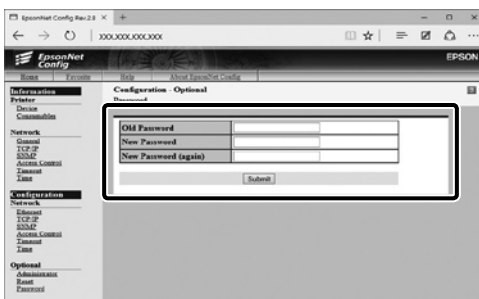 EpsonNet Config Rev.2.8
XXX.XXX.XXX.XXX
EpsonNet
Config
EPSON
Home
Favorite
Help
About EpsonNet Config
Information
Printer
Device
Consumables
Network
General
TCP/IP
SNMP
Access Control
Timeout
Time
Configuration
Network
Ethernet
TCP/IP
SNMP
Access Control
Timeout
Time
Optional
Administrator
Reset
Password
Configuration - Optional
Password
Old Password
New Password
New Password (again)
Submit